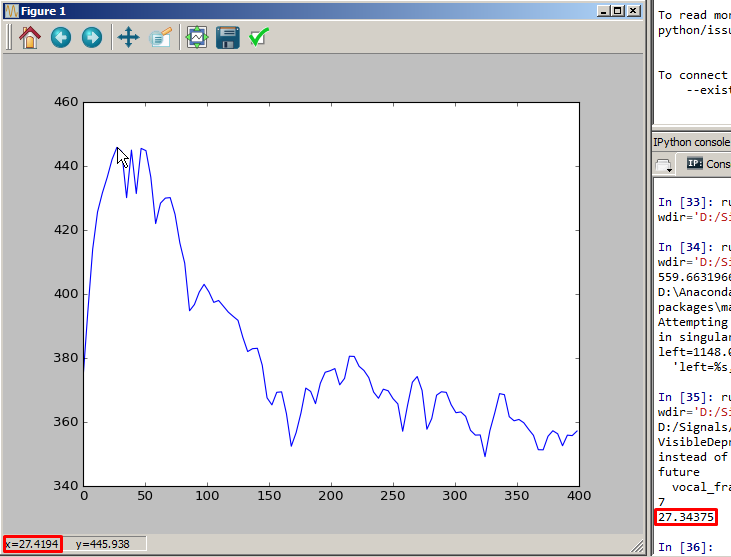 Figure 1
460
440
420
400
380
360
340
0
50
100
150
200
250
300
350
400
x=27.4194 y=445.938
To read mor
python/issu
To connect
--exist
IPython console
IP: Cons
In [33]: ru
wdir='D:/Si
In [34]: ru
wdir='D:/Si
559.6631966
D:\Anaconda
packages\ma
Attempting
in singular
left=1148.0
'left=%s,
In [35]: ru
wdir='D:/Si
D:/Signals/
VisibleDepr
instead of
future
vocal_fra
7
27.34375
In [36]: